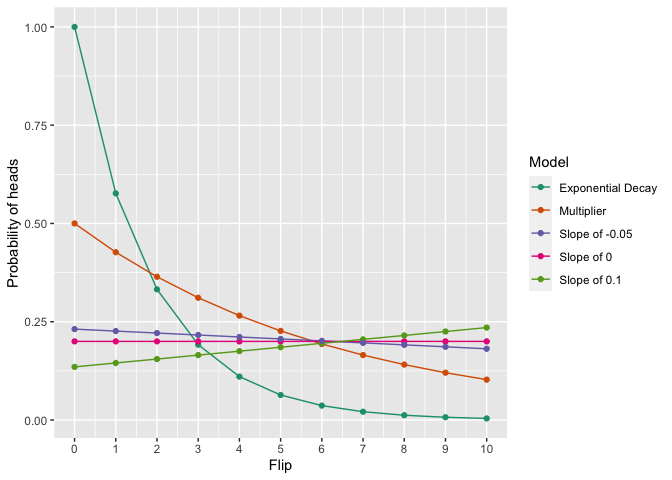 Probability of heads
1.00
0.75
0.50
0.25
0.00
0 1 2 3 4 5 6 7 8 9 10
Flip
Model
Exponential Decay
Multiplier
Slope of -0.05
Slope of 0
Slope of 0.1